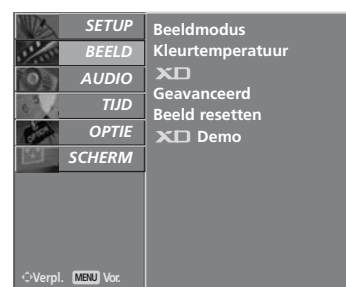 SETUP
BEELD
AUDIO
TIJD
OPTIE
SCHERM
Verpl. MENU Vor.
Beeldmodus
Kleurtemperatuur
XD
Geavanceerd
Beeld resetten
XD Demo